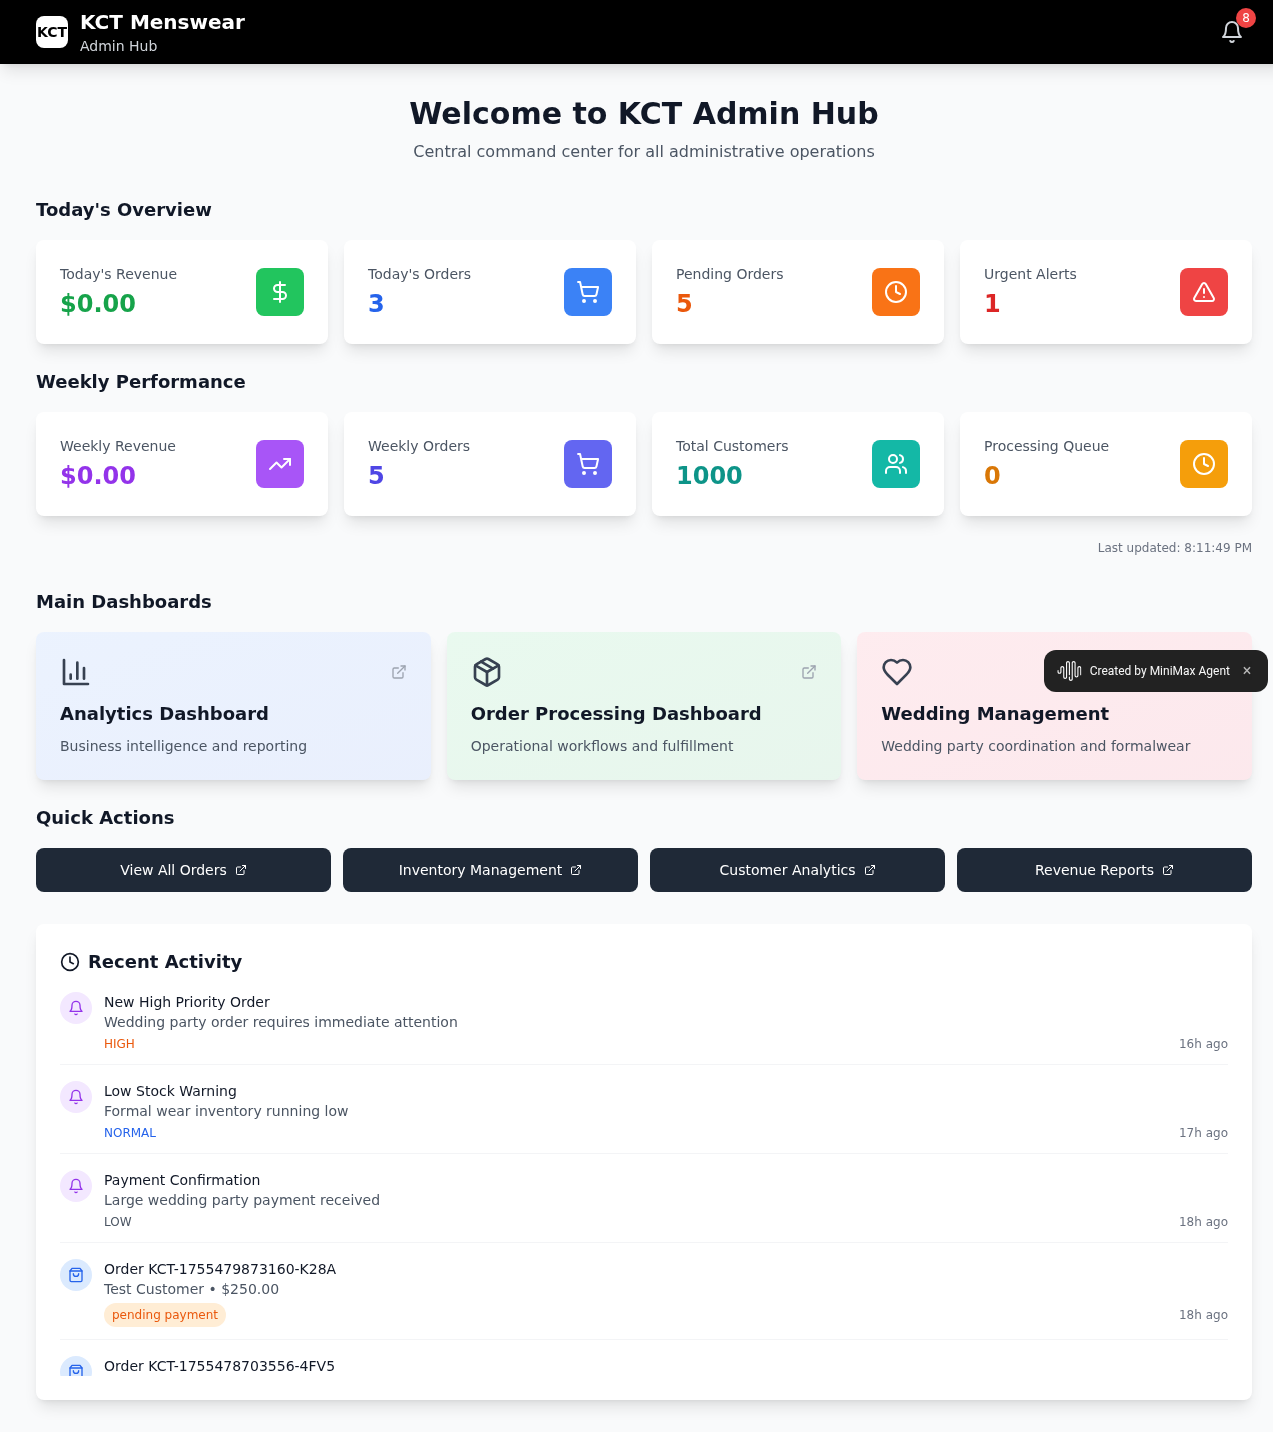 KCT
KCT Menswear
Admin Hub
8
Welcome to KCT Admin Hub
Central command center for all administrative operations
Today's Overview
Today's Revenue
$0.00
Today's Orders
3
Pending Orders
5
Urgent Alerts
1
Weekly Performance
Weekly Revenue
$0.00
Weekly Orders
5
Total Customers
1000
Processing Queue
0
Last updated: 8:11:49 PM
Main Dashboards
Analytics Dashboard
Business intelligence and reporting
Order Processing Dashboard
Operational workflows and fulfillment
Wedding Management
Wedding party coordination and formalwear
Created by MiniMax Agent ×
Quick Actions
View All Orders
Inventory Management
Customer Analytics
Revenue Reports
Recent Activity
New High Priority Order
Wedding party order requires immediate attention
HIGH
16h ago
Low Stock Warning
Formal wear inventory running low
NORMAL
17h ago
Payment Confirmation
Large wedding party payment received
LOW
18h ago
Order KCT-1755479873160-K28A
Test Customer • $250.00
pending payment
18h ago
Order KCT-1755478703556-4FV5